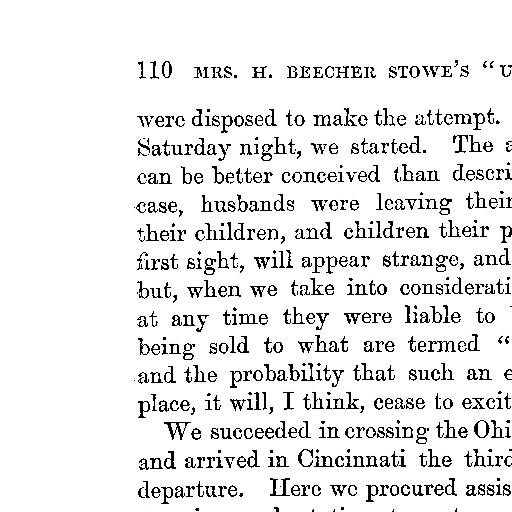 110 MRS. H. BEECHER STOWE'S "U
were disposed to make the attempt.
Saturday night, we started. The a
can be better conceived than descri
case, husbands were leaving their
their children, and children their p
first sight, will appear strange, and
but, when we take into considerati
at any time they were liable to
being sold to what are termed "
and the probability that such an e
place, it will, I think, cease to excit
We succeeded in crossing the Ohi
and arrived in Cincinnati the third
departure. Here we procured assis